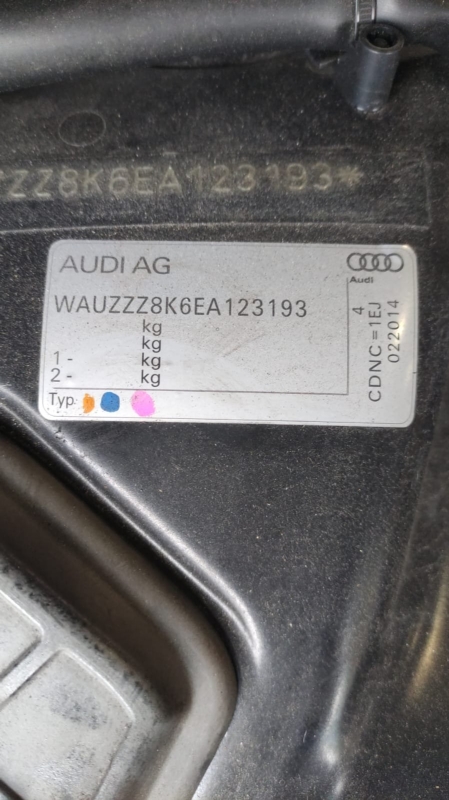 ZZ8K6EA123193*
AUDI AG
Audi
WAUZZZ8K6EA123193
kg
kg
1- kg
2- kg
Typ
4
CDNC=1EJ
022014